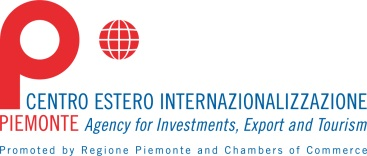 CENTRO ESTERO INTERNAZIONALIZZAZIONE
PIEMONTE Agency for Investments, Export and Tourism
Promoted by Regione Piemonte and Chambers of Commerce